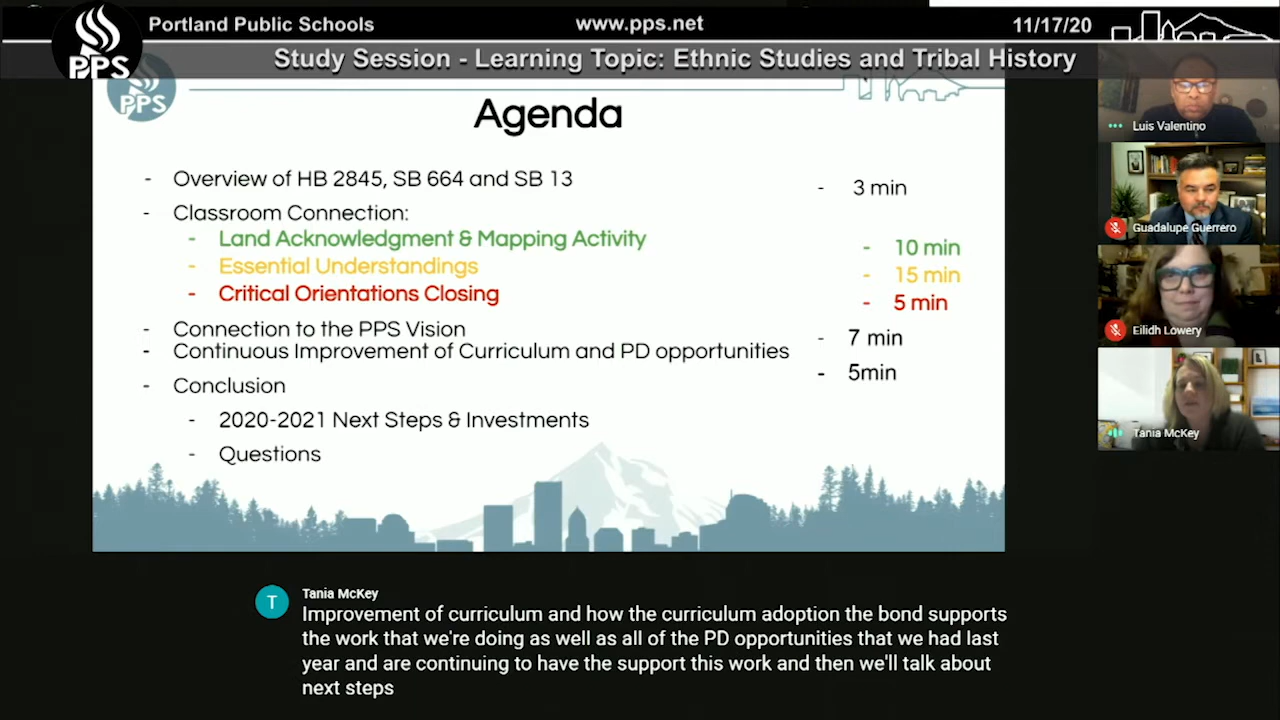 PPS
Portland Public Schools
www.pps.net
11/17/20
Study Session - Learning Topic: Ethnic Studies and Tribal History
PPS
Agenda
- Overview of HB 2845, SB 664 and SB 13 - 3 min
- Classroom Connection:
- Land Acknowledgment & Mapping Activity - 10 min
- Essential Understandings - 15 min
- Critical Orientations Closing - 5 min
- Connection to the PPS Vision - 7 min
- Continuous Improvement of Curriculum and PD opportunities - 5min
- Conclusion
- 2020-2021 Next Steps & Investments
- Questions
Luis Valentino
Guadalupe Guerrero
Eilidh Lowery
Tania McKey
T
Tania McKey
Improvement of curriculum and how the curriculum adoption the bond supports
the work that we're doing as well as all of the PD opportunities that we had last
year and are continuing to have the support this work and then we'll talk about
next steps